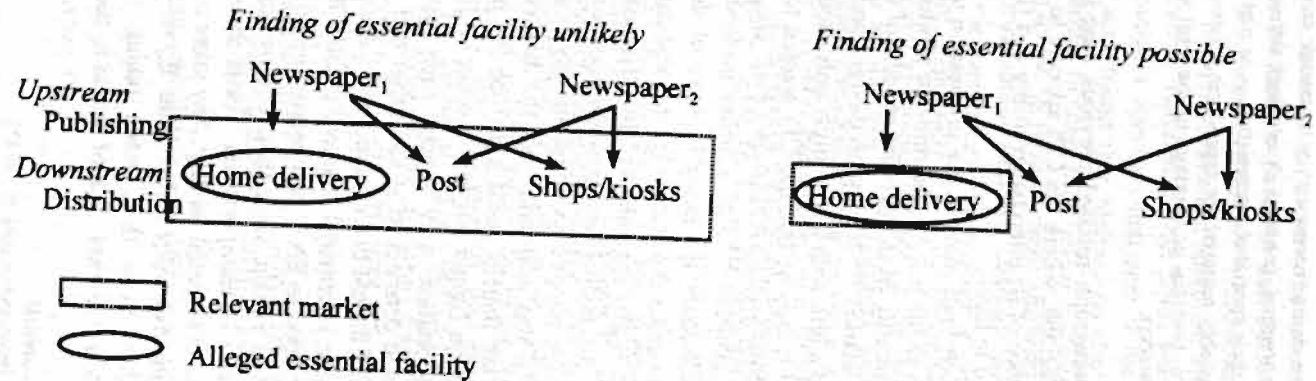 Finding of essential facility unlikely
Newspaper₁ Newspaper₂
Upstream
Publishing
Downstream
Distribution
Home delivery Post Shops/kiosks
Finding of essential facility possible
Newspaper₁ Newspaper₂
Home delivery Post Shops/kiosks
Relevant market
Alleged essential facility